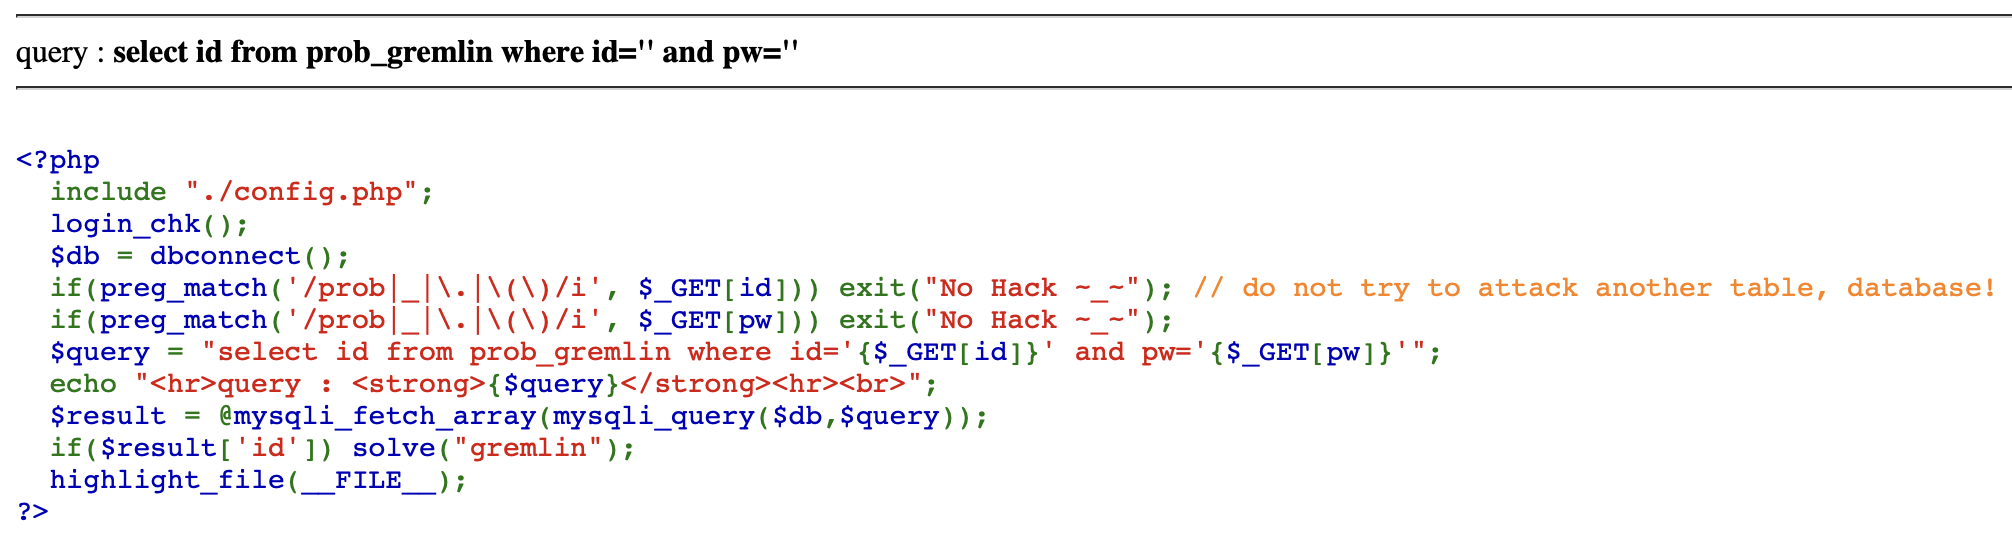 query : select id from prob_gremlin where id='' and pw=''
<?php
  include "./config.php";
  login_chk();
  $db = dbconnect();
  if(preg_match('/prob|_|\.|\(\)/i', $_GET[id])) exit("No Hack ~_~"); // do not try to attack another table, database!
  if(preg_match('/prob|_|\.|\(\)/i', $_GET[pw])) exit("No Hack ~_~");
  $query = "select id from prob_gremlin where id='{$_GET[id]}' and pw='{$_GET[pw]}'";
  echo "<hr>query : <strong>{$query}</strong><hr><br>";
  $result = @mysqli_fetch_array(mysqli_query($db,$query));
  if($result['id']) solve("gremlin");
  highlight_file(__FILE__);
?>